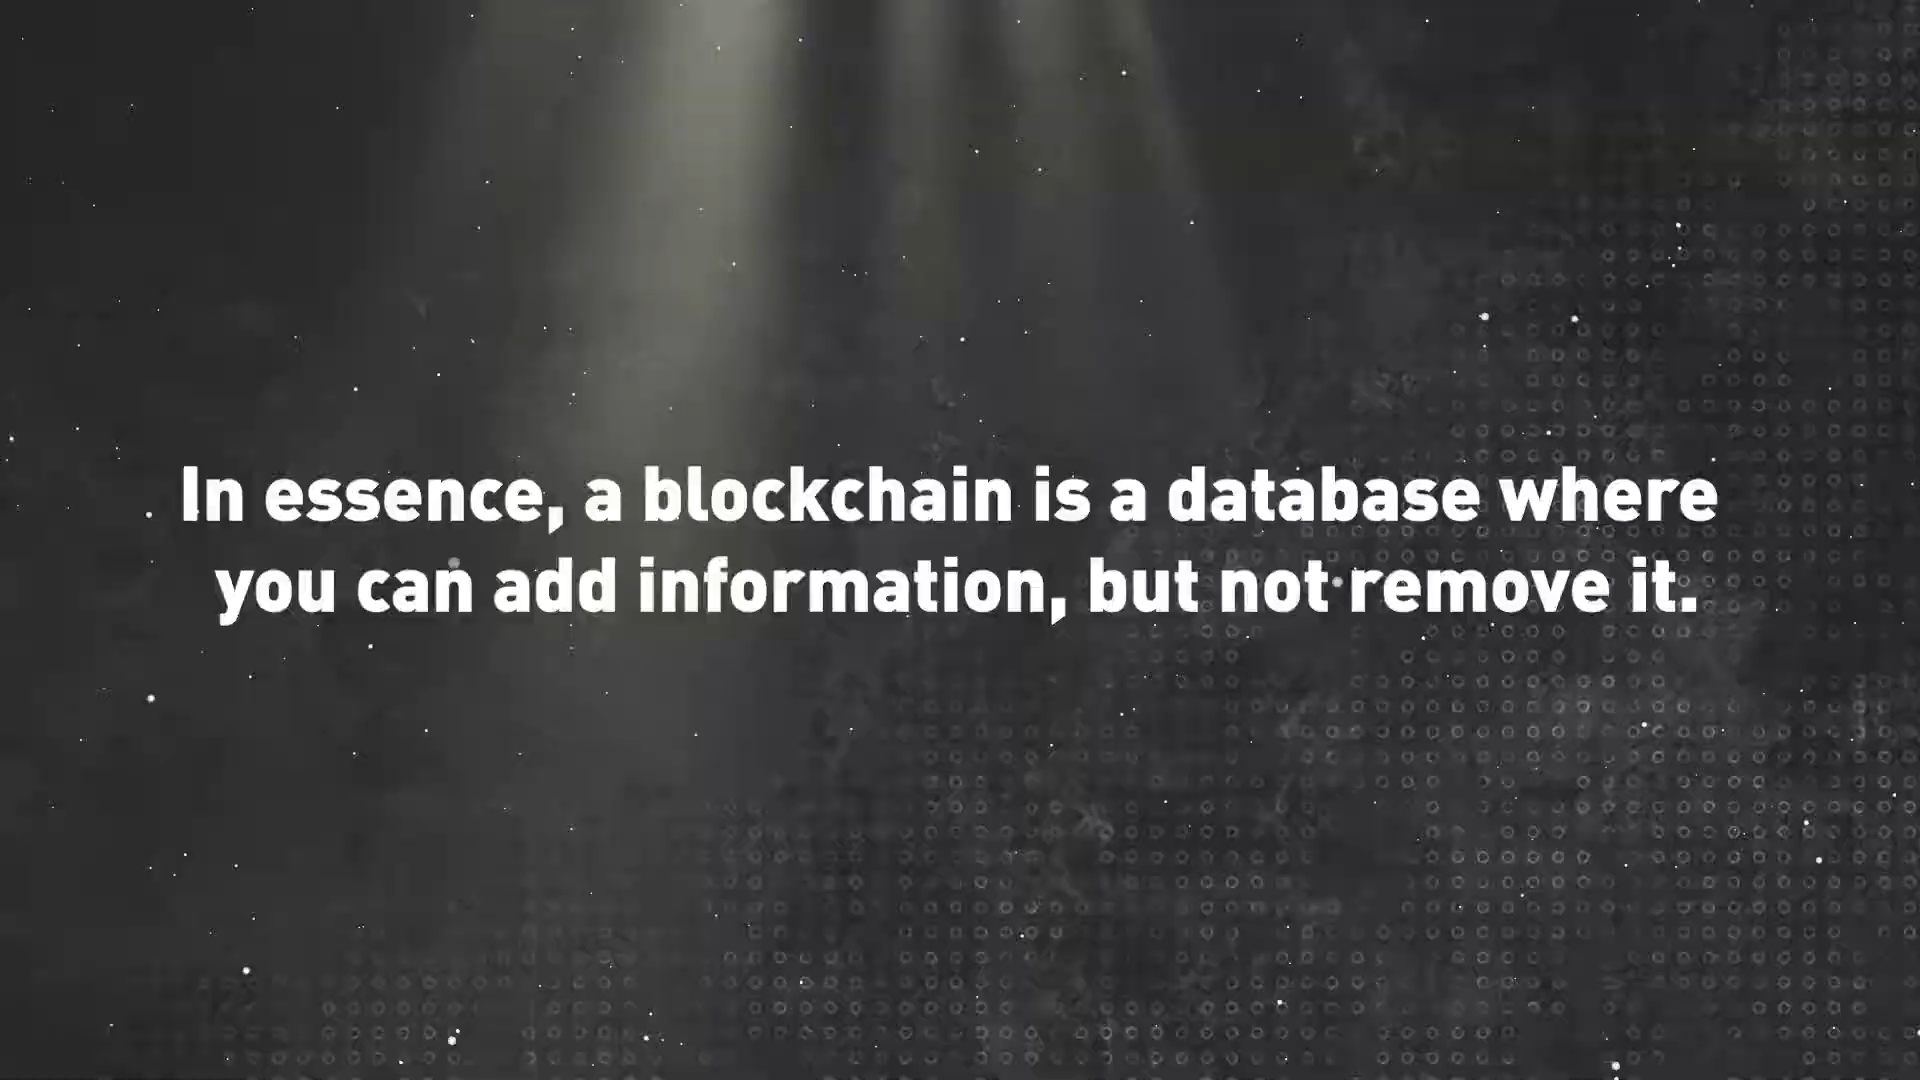 In essence, a blockchain is a database where
you can add information, but not remove it.